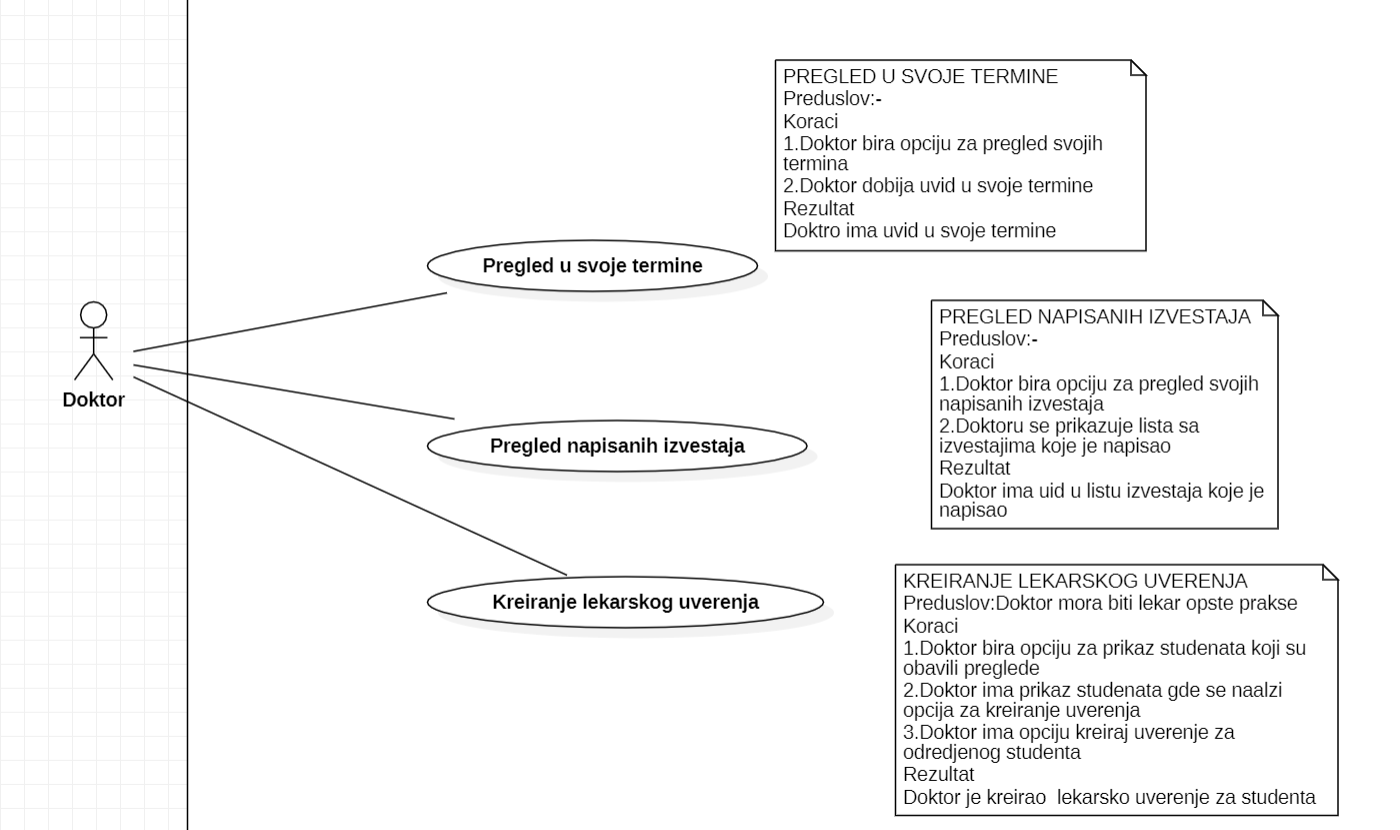 PREGLED U SVOJE TERMINE
Preduslov:-
Koraci
1.Doktor bira opciju za pregled svojih
termina
2.Doktor dobija uvid u svoje termine
Rezultat
Doktro ima uvid u svoje termine
Pregled u svoje termine
Doktor
PREGLED NAPISANIH IZVESTAJA
Preduslov:-
Koraci
1.Doktor bira opciju za pregled svojih
napisanih izvestaja
2.Doktoru se prikazuje lista sa
izvestajima koje je napisao
Rezultat
Doktor ima uid u listu izvestaja koje je
napisao
Pregled napisanih izvestaja
Kreiranje lekarskog uverenja
KREIRANJE LEKARSKOG UVERENJA
Preduslov:Doktor mora biti lekar opste prakse
Koraci
1.Doktor bira opciju za prikaz studenata koji su
obavili preglede
2.Doktor ima prikaz studenata gde se naalzi
opcija za kreiranje uverenja
3.Doktor ima opciju kreiraj uverenje za
odredjenog studenta
Rezultat
Doktor je kreirao  lekarsko uverenje za studenta